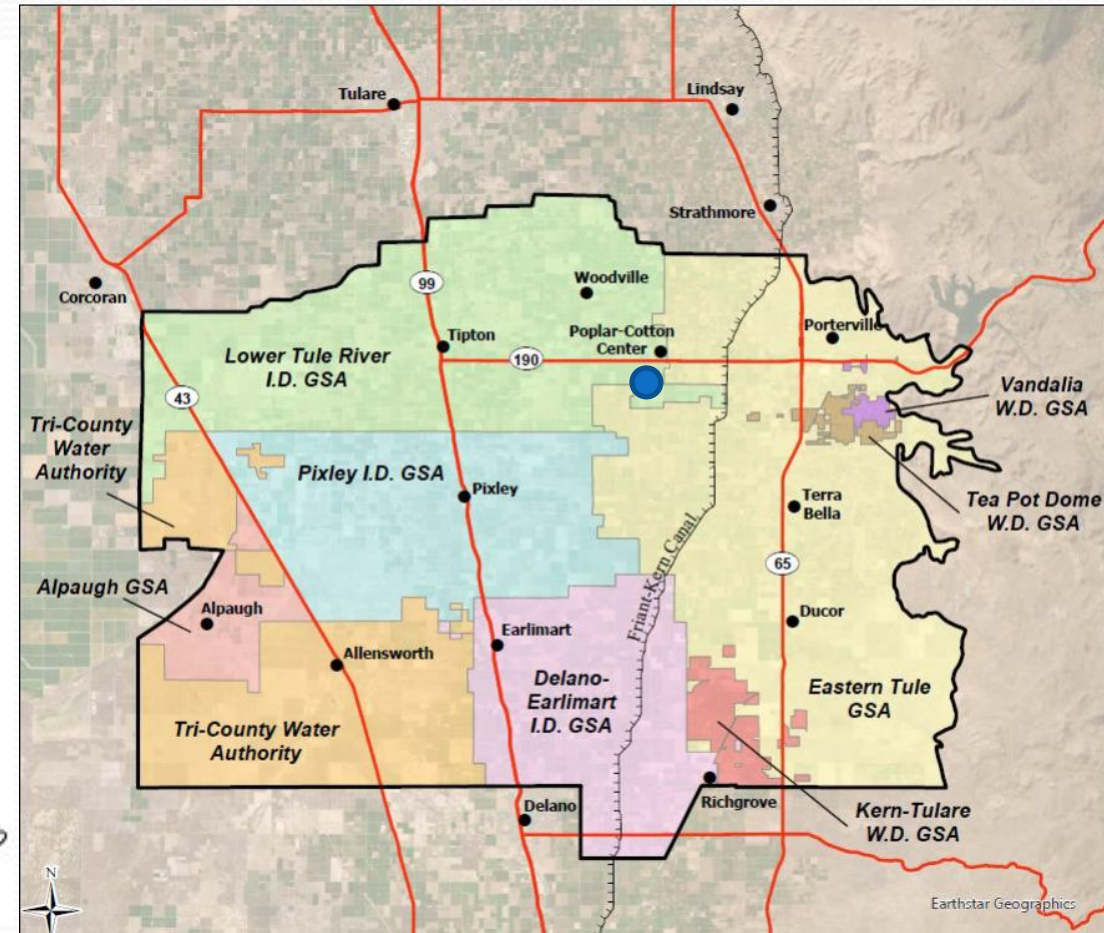 Tulare
Lindsay
Strathmore
Corcoran
99
Woodville
Tipton
Poplar-Cotton
Center
190
Porterville
Lower Tule River
I.D. GSA
43
Vandalia
W.D. GSA
Tri-County
Water
Authority
Pixley I.D. GSA
Pixley
Terra
Bella
Tea Pot Dome
W.D. GSA
Friant-Kern Canal
65
Alpaugh GSA
Alpaugh
Ducor
Earlimart
Allensworth
Delano-
Earlimart
I.D. GSA
Eastern Tule
GSA
Tri-County Water
Authority
Delano
Richgrove
Kern-Tulare
W.D. GSA
N
Earthstar Geographics